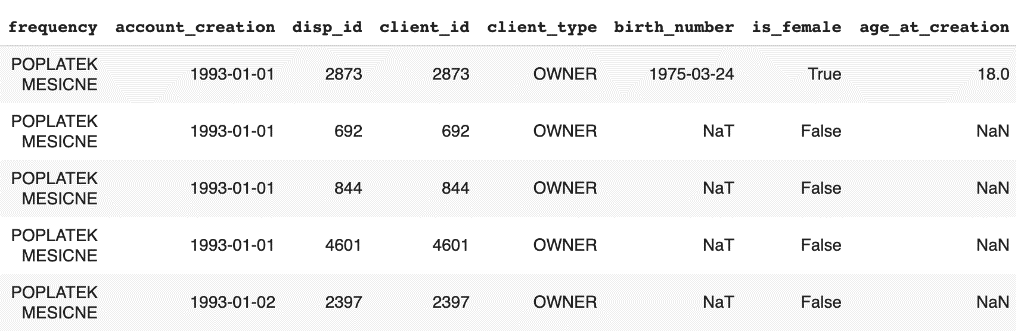 frequency account_creation disp_id client_id client_type birth_number is_female age_at_creation
POPLATEK
MESICNE 1993-01-01 2873 2873 OWNER 1975-03-24 True 18.0
POPLATEK
MESICNE 1993-01-01 692 692 OWNER NaT False NaN
POPLATEK
MESICNE 1993-01-01 844 844 OWNER NaT False NaN
POPLATEK
MESICNE 1993-01-01 4601 4601 OWNER NaT False NaN
POPLATEK
MESICNE 1993-01-02 2397 2397 OWNER NaT False NaN